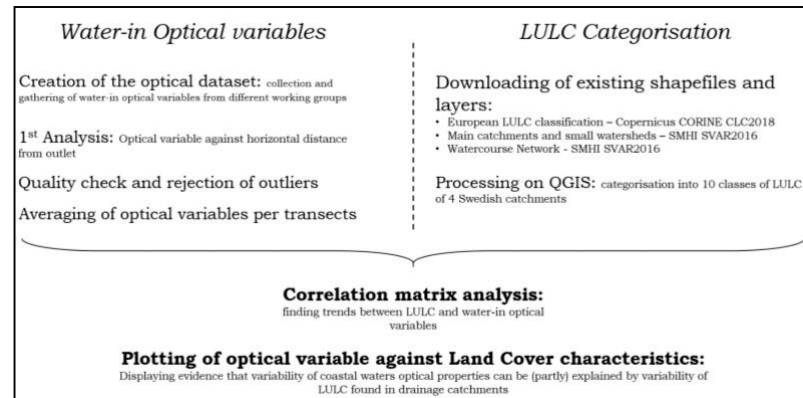 Water-in Optical variables
Creation of the optical dataset: collection and
gathering of water-in optical variables from different working groups
1st Analysis: Optical variable against horizontal distance
from outlet
Quality check and rejection of outliers
Averaging of optical variables per transects
LULC Categorisation
Downloading of existing shapefiles and
layers:
• European LULC classification – Copernicus CORINE CLC2018
• Main catchments and small watersheds – SMHI SVAR2016
• Watercourse Network - SMHI SVAR2016
Processing on QGIS: categorisation into 10 classes of LULC
of 4 Swedish catchments
Correlation matrix analysis:
finding trends between LULC and water-in optical
variables
Plotting of optical variable against Land Cover characteristics:
Displaying evidence that variability of coastal waters optical properties can be (partly) explained by variability of
LULC found in drainage catchments